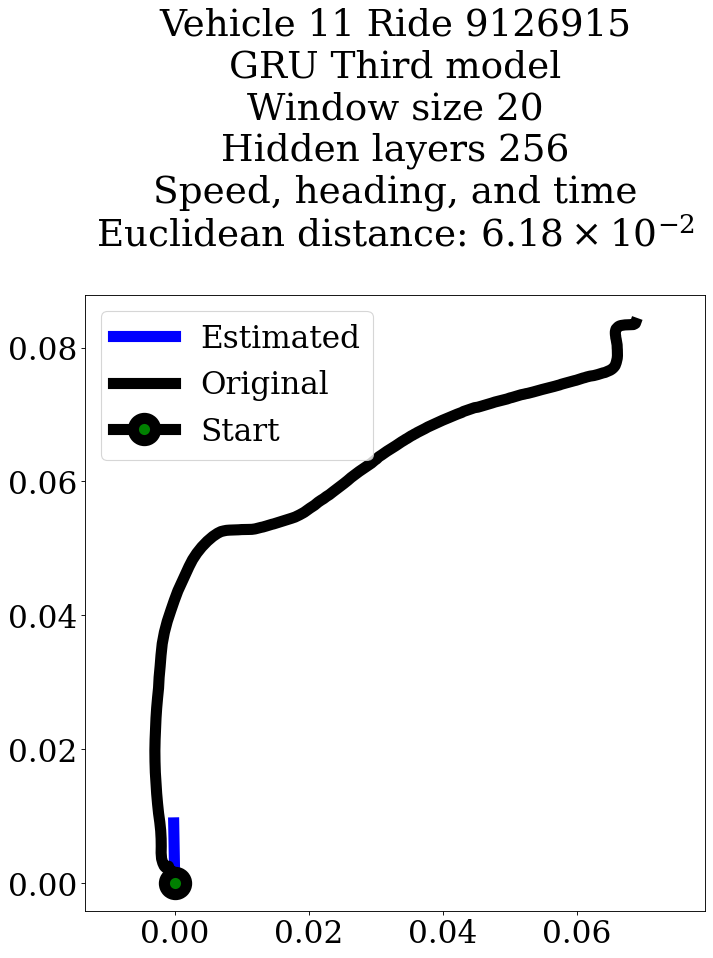 Vehicle 11 Ride 9126915
GRU Third model
Window size 20
Hidden layers 256
Speed, heading, and time
Euclidean distance: 6.18 × 10⁻²
Estimated
Original
Start
0.08
0.06
0.04
0.02
0.00
0.00 0.02 0.04 0.06